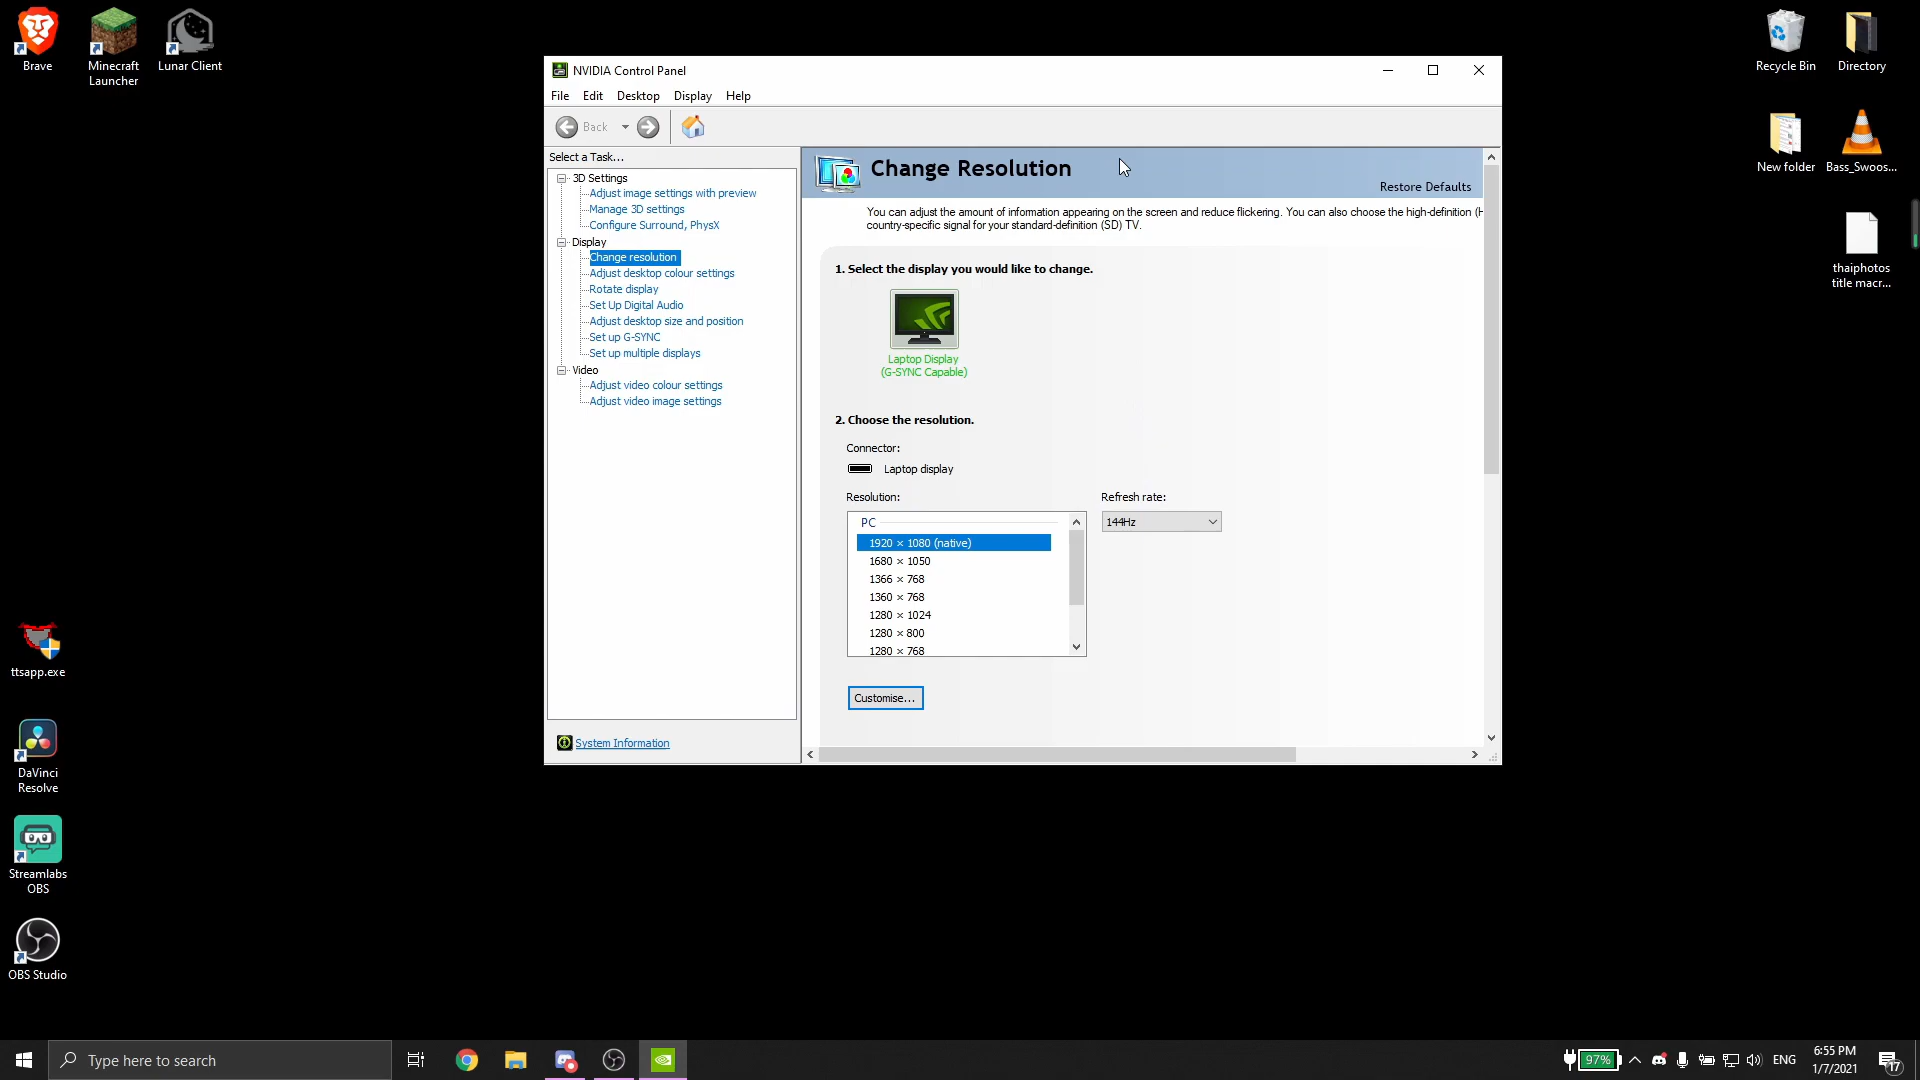 Brave
Minecraft
Launcher
Lunar Client
Recycle Bin
Directory
New folder
Bass_Swoos...
thaiphotos
title macr...
ttsapp.exe
DaVinci
Resolve
Streamlabs
OBS
OBS Studio
NVIDIA Control Panel
File Edit Desktop Display Help
Back
Select a Task...
3D Settings
Adjust image settings with preview
Manage 3D settings
Configure Surround, PhysX
Display
Change resolution
Adjust desktop colour settings
Rotate display
Set Up Digital Audio
Adjust desktop size and position
Set up G-SYNC
Set up multiple displays
Video
Adjust video colour settings
Adjust video image settings
System Information
Change Resolution
Restore Defaults
You can adjust the amount of information appearing on the screen and reduce flickering. You can also choose the high-definition (H
country-specific signal for your standard-definition (SD) TV.
1. Select the display you would like to change.
Laptop Display
(G-SYNC Capable)
2. Choose the resolution.
Connector:
Laptop display
Resolution:
Refresh rate:
PC
144Hz
1920 × 1080 (native)
1680 × 1050
1366 × 768
1360 × 768
1280 × 1024
1280 × 800
1280 × 768
Customise...
Type here to search
97%
ENG
6:55 PM
1/7/2021
17